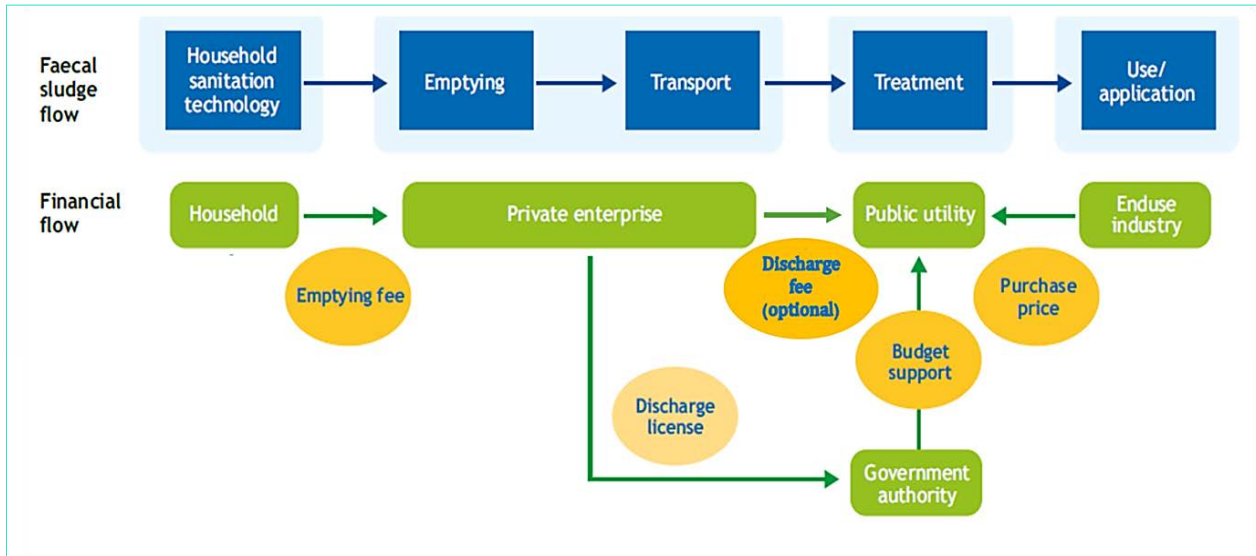 Faecal
sludge
flow
Household
sanitation
technology
Emptying
Transport
Treatment
Use/
application
Financial
flow
Household
Private enterprise
Public utility
Enduse
industry
Emptying fee
Discharge
fee
(optional)
Purchase
price
Budget
support
Discharge
license
Government
authority